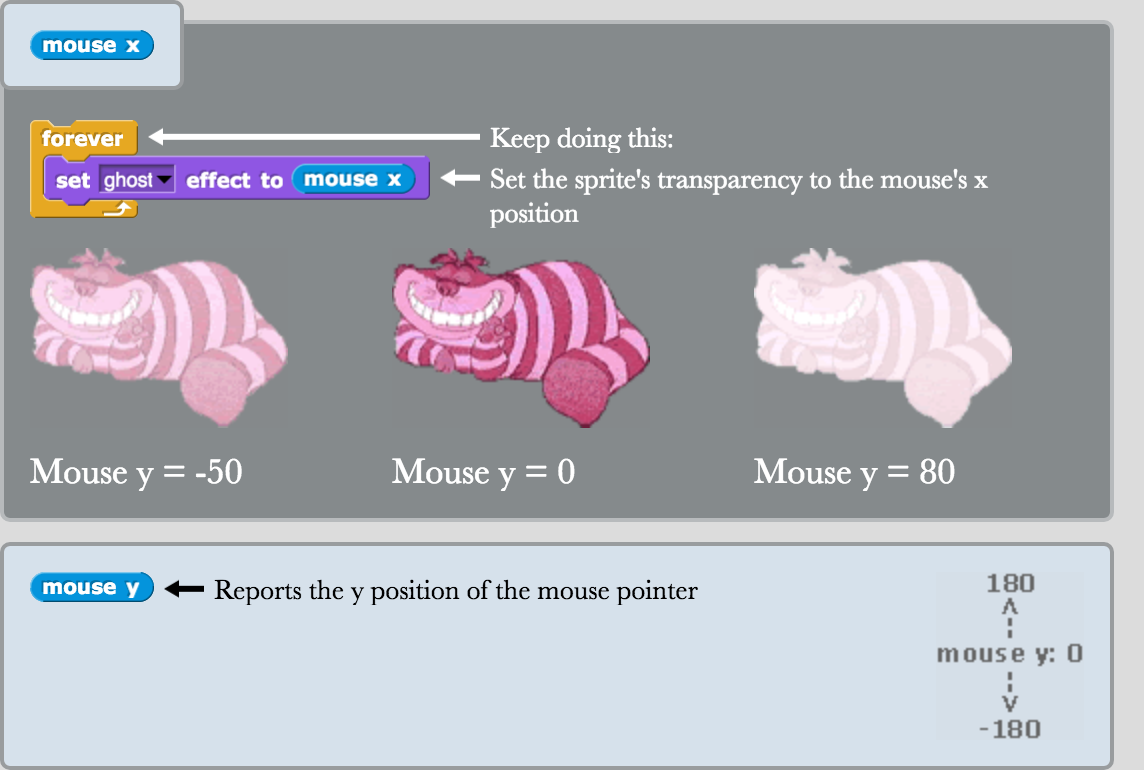 mouse x
forever
Keep doing this:
set ghost effect to mouse x
Set the sprite's transparency to the mouse's x
position
Mouse y = -50
Mouse y = 0
Mouse y = 80
mouse y
Reports the y position of the mouse pointer
180
mouse y: 0
-180